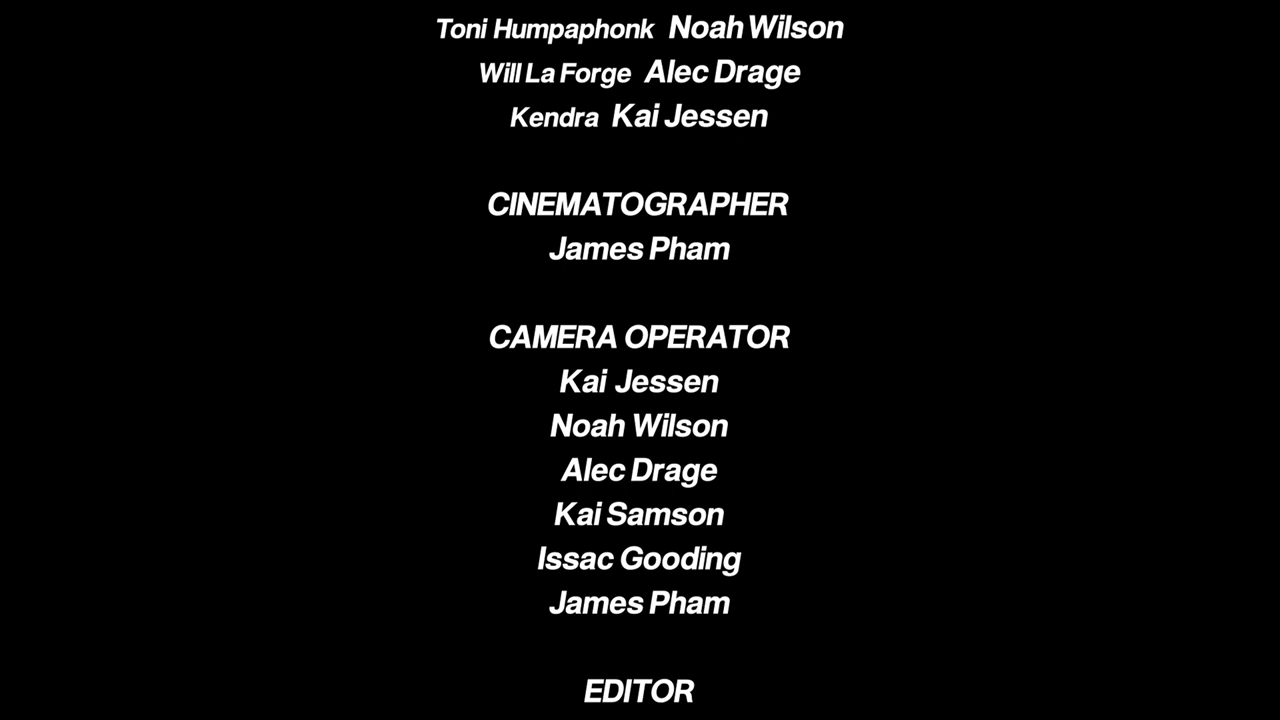 Toni Humpaphonk Noah Wilson
Will La Forge Alec Drage
Kendra Kai Jessen
CINEMATOGRAPHER
James Pham
CAMERA OPERATOR
Kai Jessen
Noah Wilson
Alec Drage
Kai Samson
Issac Gooding
James Pham
EDITOR